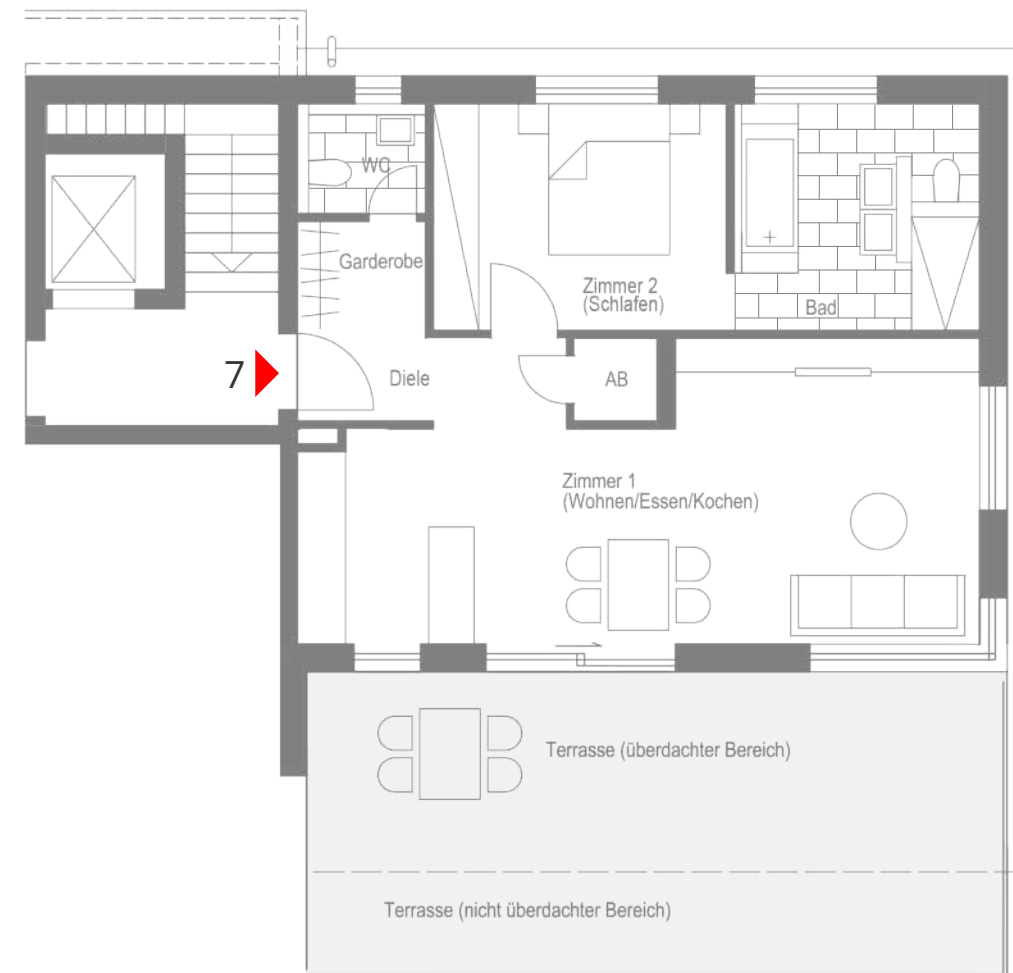 WC
Garderobe
Zimmer 2
(Schlafen)
Bad
7
Diele
AB
Zimmer 1
(Wohnen/Essen/Kochen)
Terrasse (überdachter Bereich)
Terrasse (nicht überdachter Bereich)